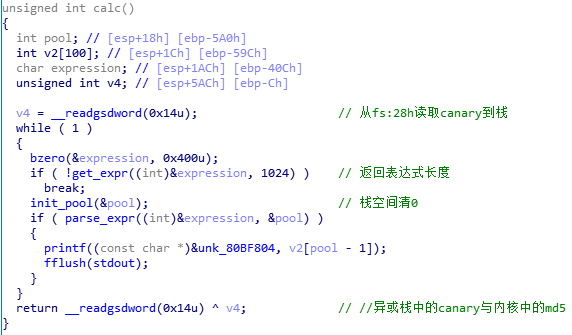 unsigned int calc()
{
  int pool; // [esp+18h] [ebp-5A0h]
  int v2[100]; // [esp+1Ch] [ebp-59Ch]
  char expression; // [esp+1ACh] [ebp-40Ch]
  unsigned int v4; // [esp+5ACh] [ebp-Ch]

  v4 = __readgsdword(0x14u); // 从fs:28h读取canary到栈
  while ( 1 )
  {
    bzero(&expression, 0x400u);
    if ( !get_expr((int)&expression, 1024) ) // 返回表达式长度
      break;
    init_pool(&pool); // 栈空间清0
    if ( parse_expr((int)&expression, &pool) )
    {
      printf((const char *)&unk_80BF804, v2[pool - 1]);
      fflush(stdout);
    }
  }
  return __readgsdword(0x14u) ^ v4; // //异或栈中的canary与内核中的md5
}